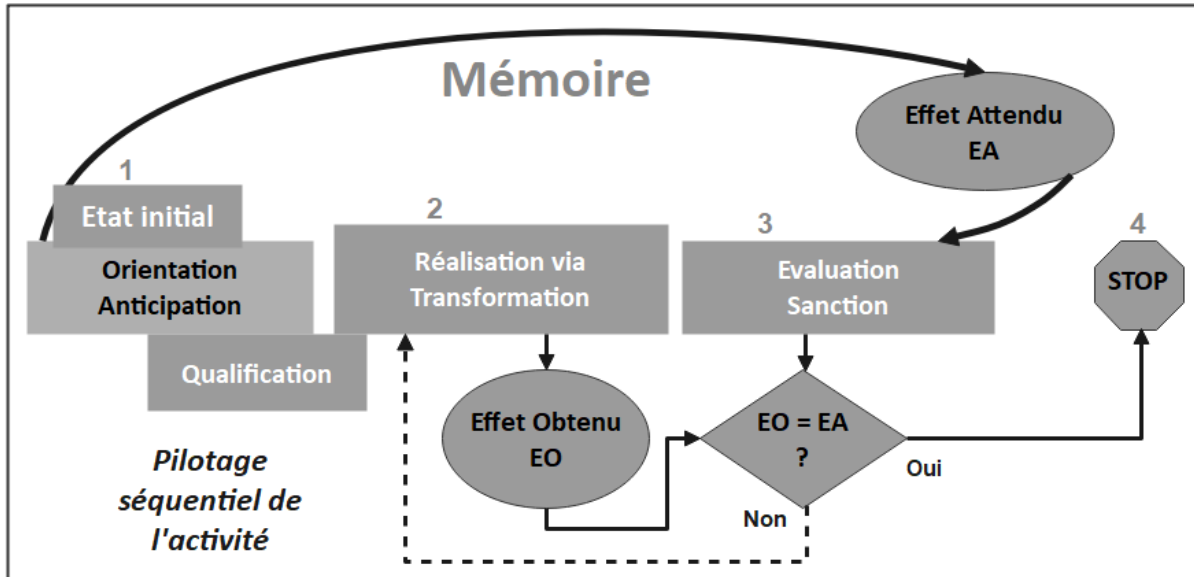 Mémoire
Effet Attendu
EA
1
Etat initial
Orientation
Anticipation
Qualification
2
Réalisation via
Transformation
3
Evaluation
Sanction
4
STOP
Effet Obtenu
EO
EO = EA
?
Oui
Non
Pilotage
séquentiel de
l'activité